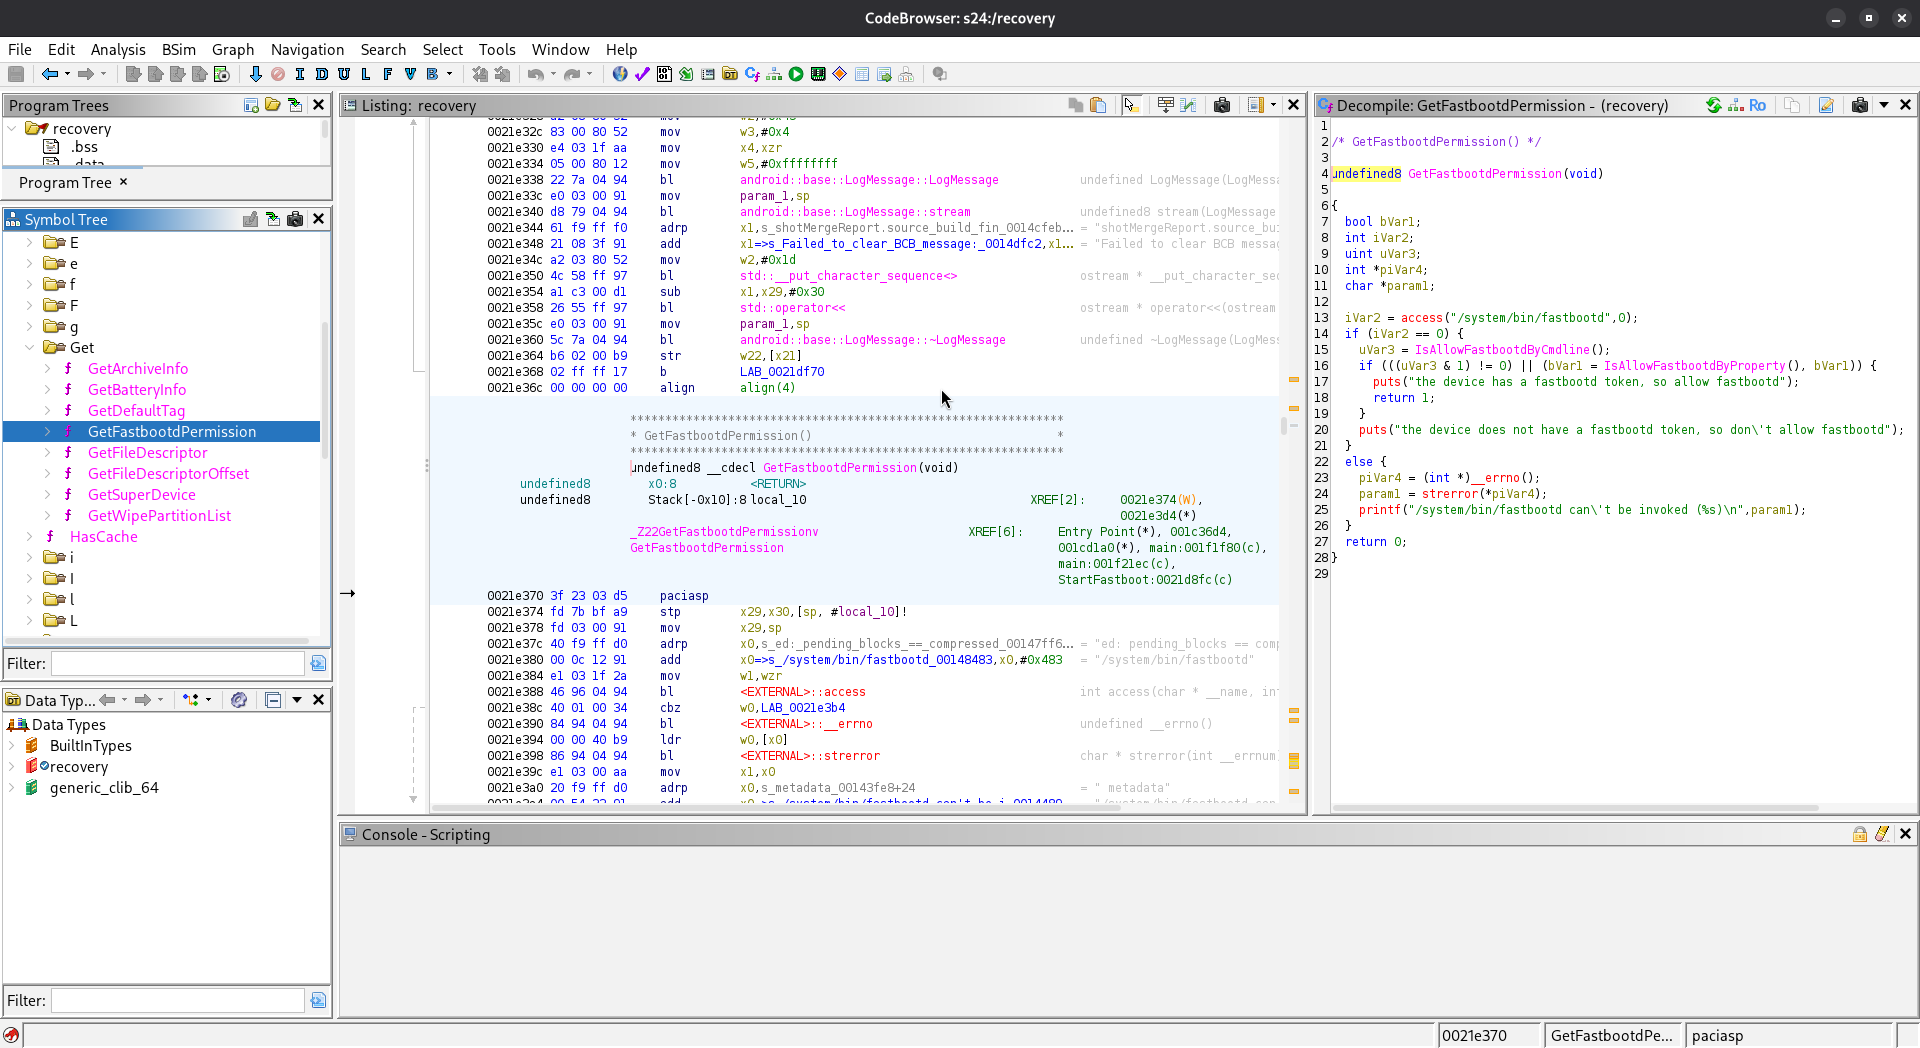 CodeBrowser: s24:/recovery
File Edit Analysis BSim Graph Navigation Search Select Tools Window Help
I D U L F V B
Program Trees
recovery
.bss
.data
Program Tree
Symbol Tree
E
e
f
F
g
Get
GetArchiveInfo
GetBatteryInfo
GetDefaultTag
GetFastbootdPermission
GetFileDescriptor
GetFileDescriptorOffset
GetSuperDevice
GetWipePartitionList
HasCache
i
I
l
L
Filter:
Data Typ...
Data Types
BuiltInTypes
recovery
generic_clib_64
Filter:
Listing: recovery
0021e32c 83 00 80 52 mov w3,#0x4
0021e330 e4 03 1f aa mov x4,xzr
0021e334 05 00 80 12 mov w5,#0xffffffff
0021e338 22 7a 04 94 bl android::base::LogMessage::LogMessage undefined LogMessage(LogMessa
0021e33c e0 03 00 91 mov param_1,sp
0021e340 d8 79 04 94 bl android::base::LogMessage::stream undefined8 stream(LogMessage
0021e344 61 f9 ff f0 adrp x1,s_shotMergeReport.source_build_fin_0014cfeb... = "shotMergeReport.source_bui
0021e348 21 08 3f 91 add x1=>s_Failed_to_clear_BCB_message:_0014dfc2,x1... = "Failed to clear BCB messag
0021e34c a2 03 80 52 mov w2,#0x1d
0021e350 4c 58 ff 97 bl std::__put_character_sequence<> ostream * __put_character_sec
0021e354 a1 c3 00 d1 sub x1,x29,#0x30
0021e358 26 55 ff 97 bl std::operator<< ostream * operator<<(ostream
0021e35c e0 03 00 91 mov param_1,sp
0021e360 5c 7a 04 94 bl android::base::LogMessage::~LogMessage undefined ~LogMessage(LogMess
0021e364 b6 02 00 b9 str w22,[x21]
0021e368 02 ff ff 17 b LAB_0021df70
0021e36c 00 00 00 00 align align(4)
**************************************************************
* GetFastbootdPermission() *
**************************************************************
undefined8 __cdecl GetFastbootdPermission(void)
undefined8 x0:8 <RETURN>
undefined8 Stack[-0x10]:8 local_10 XREF[2]: 0021e374(W),
0021e3d4(*)
_Z22GetFastbootdPermissionv XREF[6]: Entry Point(*), 001c36d4,
GetFastbootdPermission 001cd1a0(*), main:001f1f80(c),
main:001f21ec(c),
StartFastboot:0021d8fc(c)
0021e370 3f 23 03 d5 paciasp
0021e374 fd 7b bf a9 stp x29,x30,[sp, #local_10]!
0021e378 fd 03 00 91 mov x29,sp
0021e37c 40 f9 ff d0 adrp x0,s_ed:_pending_blocks_==_compressed_00147ff6... = "ed: pending_blocks == comp
0021e380 00 0c 12 91 add x0=>s_/system/bin/fastbootd_00148483,x0,#0x483 = "/system/bin/fastbootd"
0021e384 e1 03 1f 2a mov w1,wzr
0021e388 46 96 04 94 bl <EXTERNAL>::access int access(char * __name, in
0021e38c 40 01 00 34 cbz w0,LAB_0021e3b4
0021e390 84 94 04 94 bl <EXTERNAL>::__errno undefined __errno()
0021e394 00 00 40 b9 ldr w0,[x0]
0021e398 86 94 04 94 bl <EXTERNAL>::strerror char * strerror(int __errnum
0021e39c e1 03 00 aa mov x1,x0
0021e3a0 20 f9 ff d0 adrp x0,s_metadata_00143fe8+24 = " metadata"
Decompile: GetFastbootdPermission - (recovery)
Ro
1
2 /* GetFastbootdPermission() */
3
4 undefined8 GetFastbootdPermission(void)
5
6 {
7 bool bVar1;
8 int iVar2;
9 uint uVar3;
10 int *piVar4;
11 char *param1;
12
13 iVar2 = access("/system/bin/fastbootd",0);
14 if (iVar2 == 0) {
15 uVar3 = IsAllowFastbootdByCmdline();
16 if (((uVar3 & 1) != 0) || (bVar1 = IsAllowFastbootdByProperty(), bVar1)) {
17 puts("the device has a fastbootd token, so allow fastbootd");
18 return 1;
19 }
20 puts("the device does not have a fastbootd token, so don\'t allow fastbootd");
21 }
22 else {
23 piVar4 = (int *)__errno();
24 param1 = strerror(*piVar4);
25 printf("/system/bin/fastbootd can\'t be invoked (%s)\n",param1);
26 }
27 return 0;
28 }
29
Console - Scripting
0021e370 GetFastbootdPe... paciasp